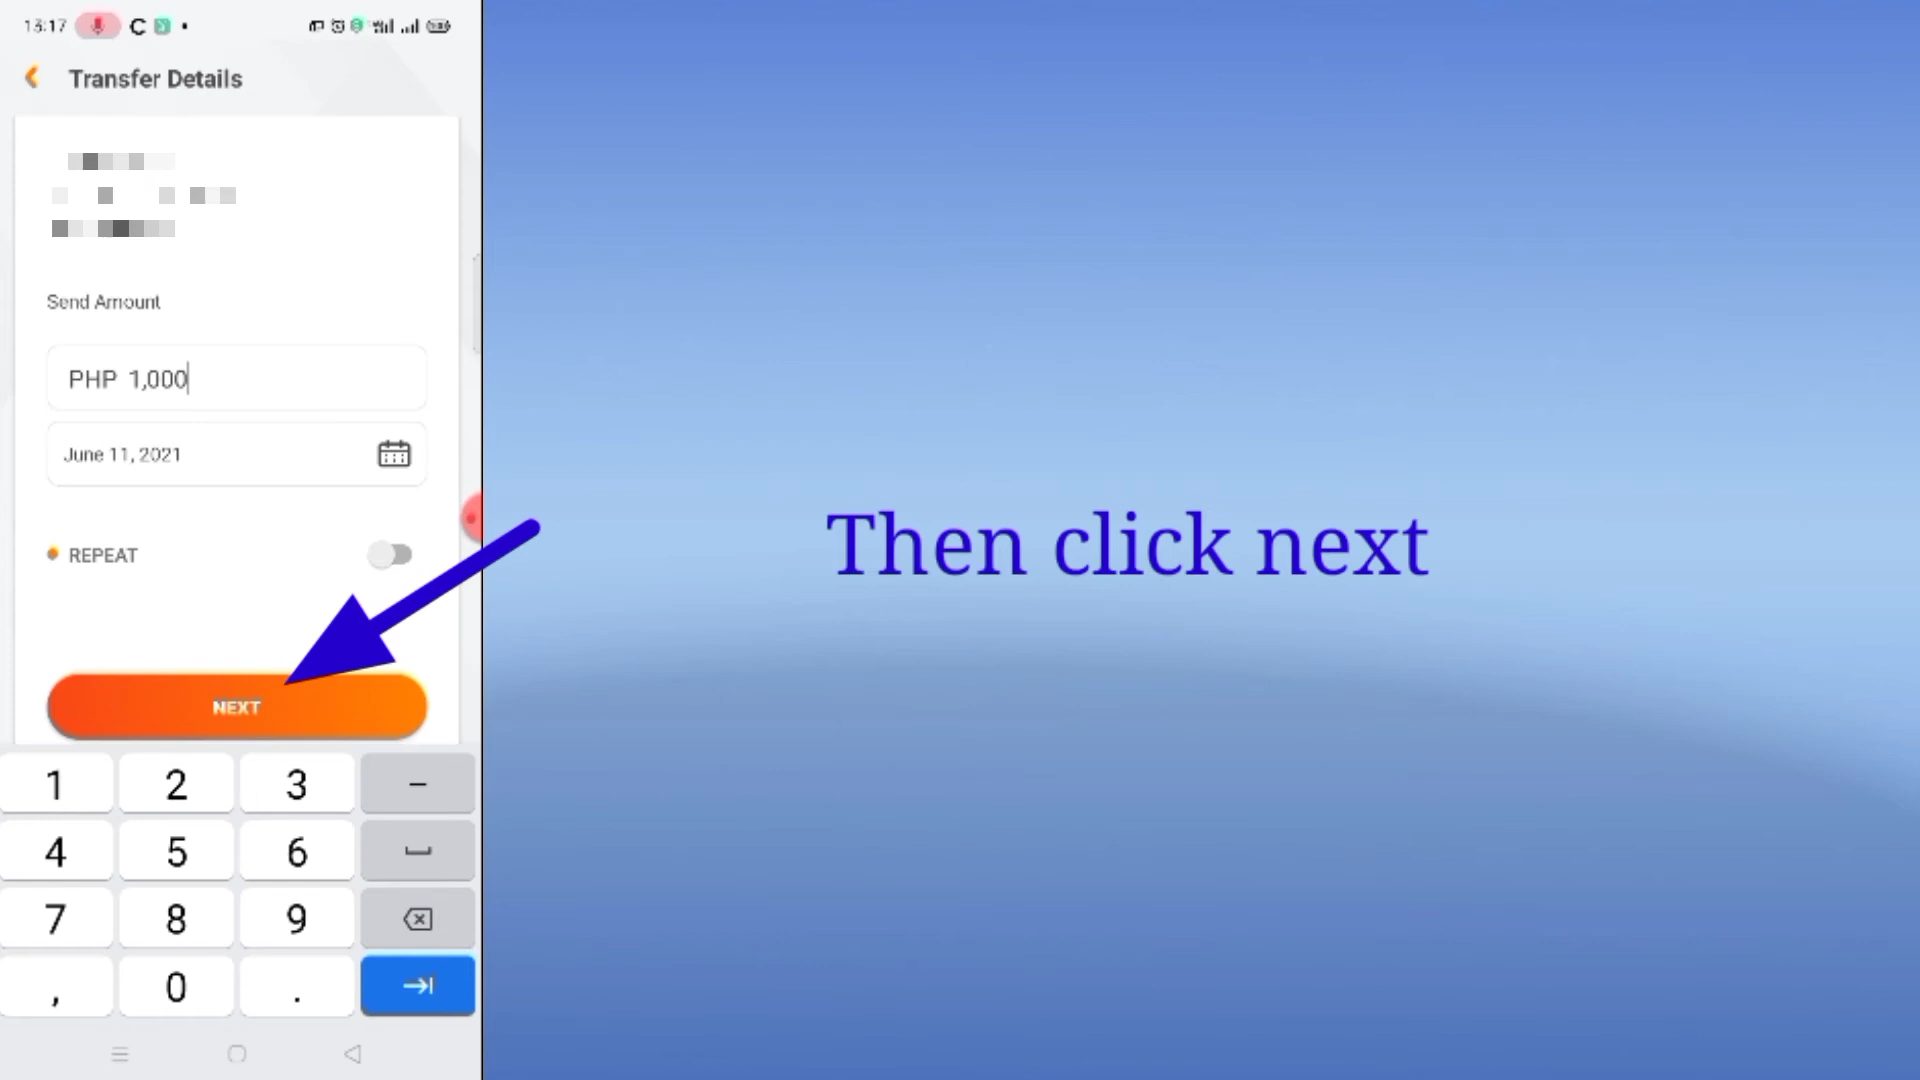 13:17
Transfer Details
Send Amount
PHP 1,000
June 11, 2021
REPEAT
NEXT
1 2 3 -
4 5 6
7 8 9
, 0 .
Then click next